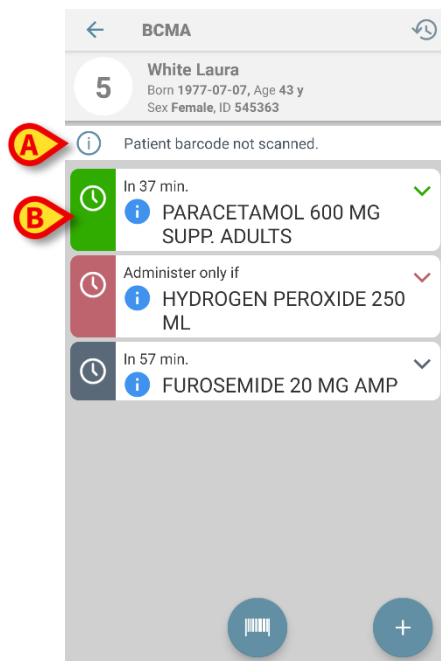 BCMA
5
White Laura
Born 1977-07-07, Age 43 y
Sex Female, ID 545363
A
Patient barcode not scanned.
B
In 37 min.
PARACETAMOL 600 MG
SUPP. ADULTS
Administer only if
HYDROGEN PEROXIDE 250
ML
In 57 min.
FUROSEMIDE 20 MG AMP